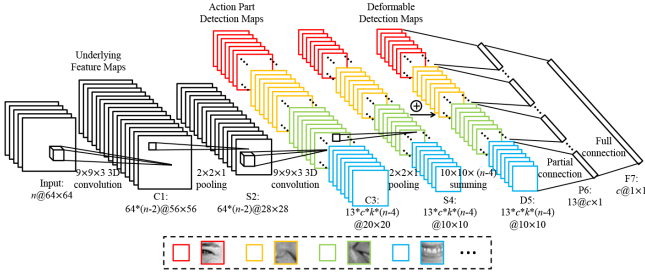 Action Part
Detection Maps
Deformable
Detection Maps
Underlying
Feature Maps
Input:
n@64×64
9×9×3 3D
convolution
C1:
64*(n-2)@56×56
2×2×1
pooling
S2:
64*(n-2)@28×28
9×9×3 3D
convolution
C3:
13*c*k*(n-4)
@20×20
2×2×1
pooling
S4:
13*c*k*(n-4)
@10×10
10×10× (n-4)
summing
D5:
13*c*k*(n-4)
@10×10
Partial
connection
P6:
13@c×1
Full
connection
F7:
c@1×1